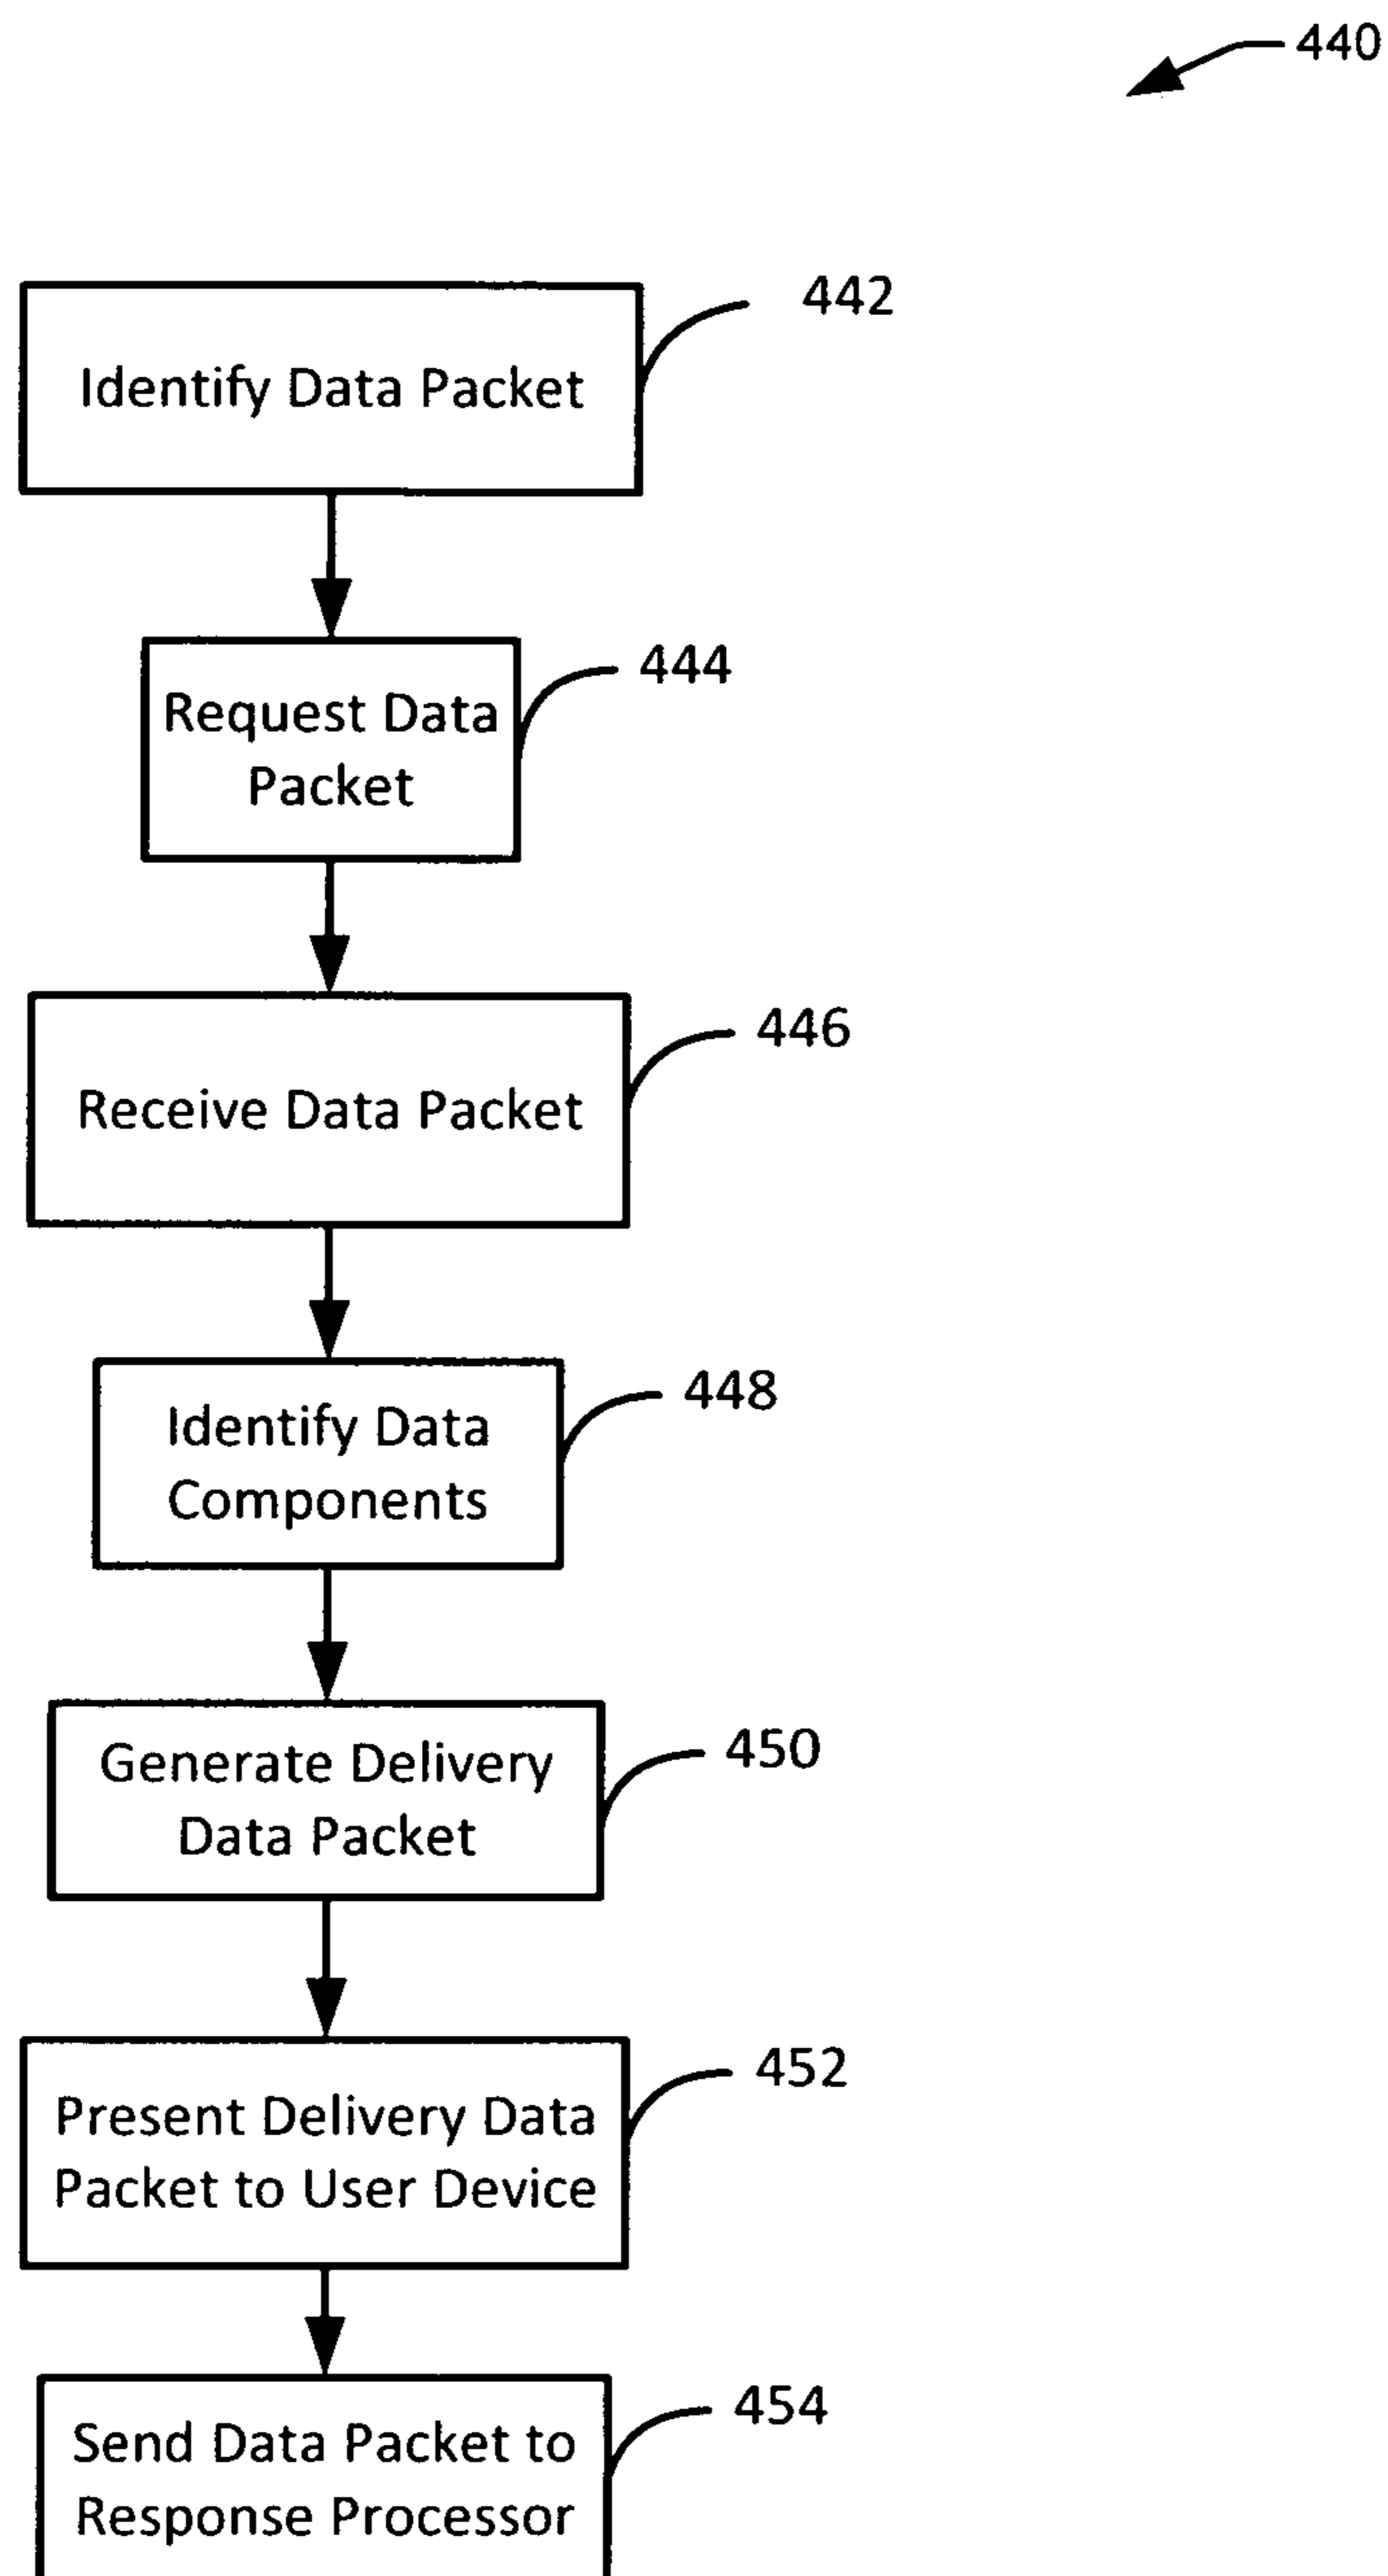 440
442
Identify Data Packet
444
Request Data
Packet
446
Receive Data Packet
448
Identify Data
Components
450
Generate Delivery
Data Packet
452
Present Delivery Data
Packet to User Device
454
Send Data Packet to
Response Processor